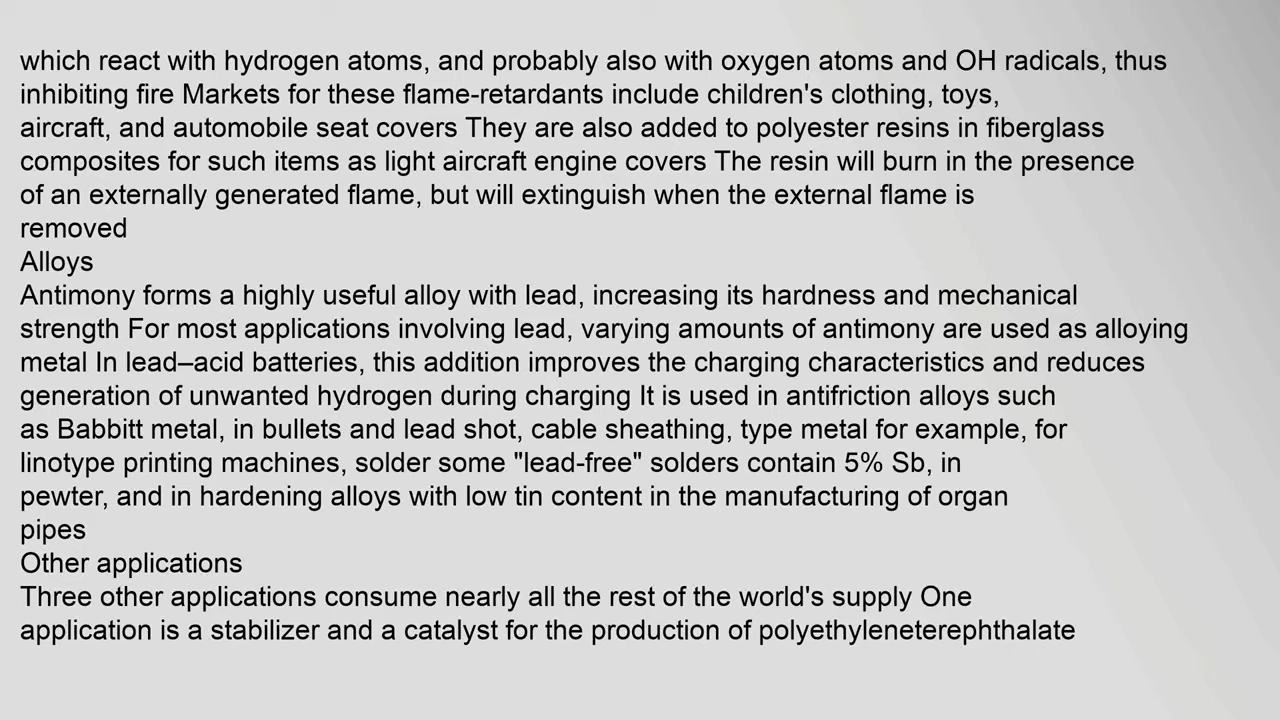 which react with hydrogen atoms, and probably also with oxygen atoms and OH radicals, thus
inhibiting fire Markets for these flame-retardants include children's clothing, toys,
aircraft, and automobile seat covers They are also added to polyester resins in fiberglass
composites for such items as light aircraft engine covers The resin will burn in the presence
of an externally generated flame, but will extinguish when the external flame is
removed
Alloys
Antimony forms a highly useful alloy with lead, increasing its hardness and mechanical
strength For most applications involving lead, varying amounts of antimony are used as alloying
metal In lead–acid batteries, this addition improves the charging characteristics and reduces
generation of unwanted hydrogen during charging It is used in antifriction alloys such
as Babbitt metal, in bullets and lead shot, cable sheathing, type metal for example, for
linotype printing machines, solder some "lead-free" solders contain 5% Sb, in
pewter, and in hardening alloys with low tin content in the manufacturing of organ
pipes
Other applications
Three other applications consume nearly all the rest of the world's supply One
application is a stabilizer and a catalyst for the production of polyethyleneterephthalate